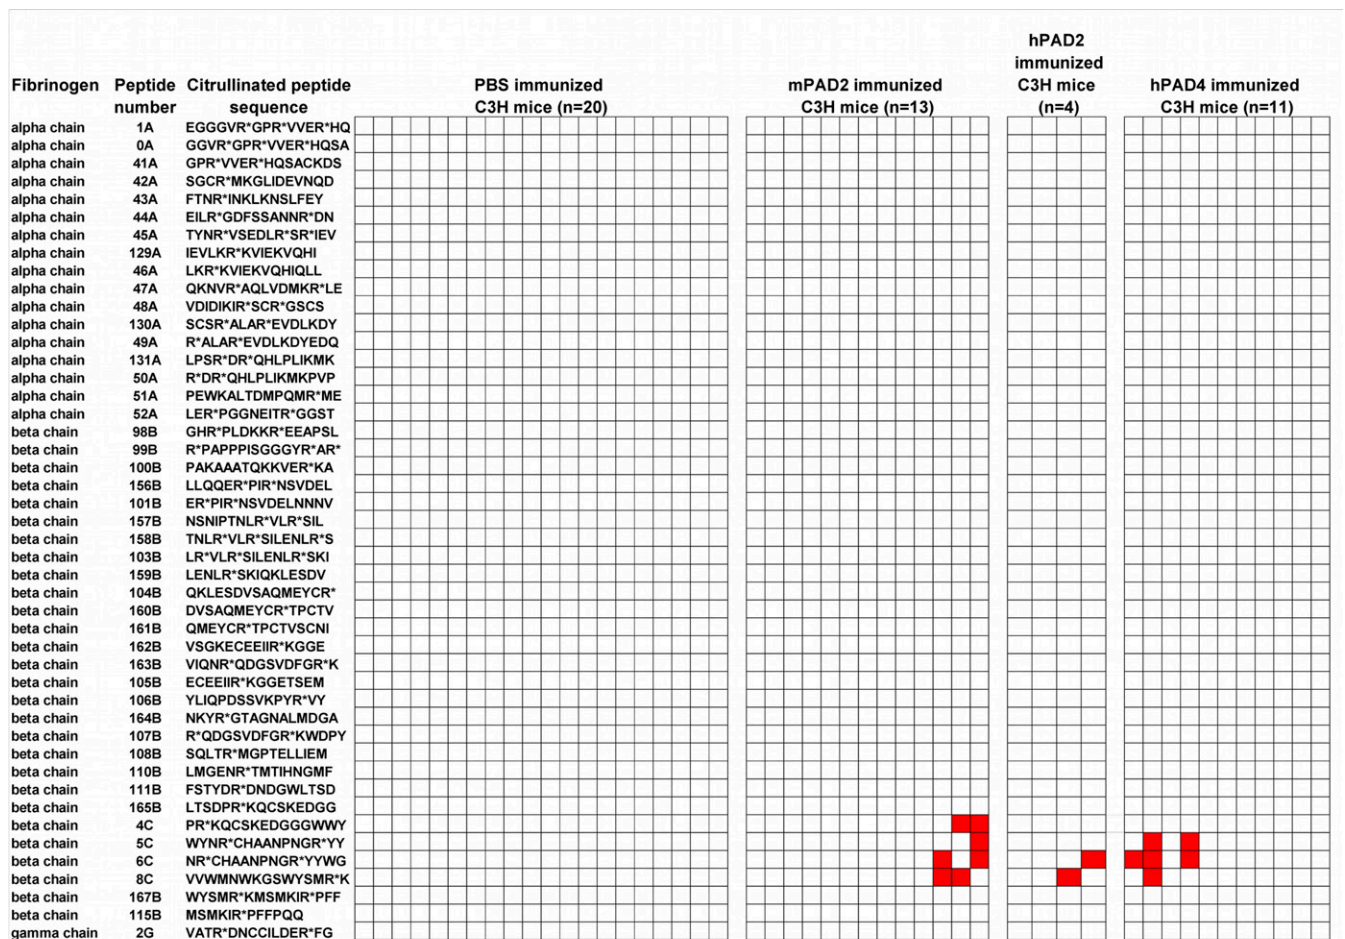 hPAD2
immunized
Fibrinogen Peptide Citrullinated peptide PBS immunized mPAD2 immunized C3H mice hPAD4 immunized
number sequence C3H mice (n=20) C3H mice (n=13) (n=4) C3H mice (n=11)
alpha chain 1A EGGGVR*GPR*VVER*HQ
alpha chain 0A GGVR*GPR*VVER*HQSA
alpha chain 41A GPR*VVER*HQSACKDS
alpha chain 42A SGCR*MKGLIDEVNQD
alpha chain 43A FTNR*INKLKNSLFEY
alpha chain 44A EILR*GDFSSANNR*DN
alpha chain 45A TYNR*VSEDLR*SR*IEV
alpha chain 129A IEVLKR*KVIEKVQHI
alpha chain 46A LKR*KVIEKVQHIQLL
alpha chain 47A QKNVR*AQLVDMKR*LE
alpha chain 48A VDIDIKIR*SCR*GSCS
alpha chain 130A SCSR*ALAR*EVDLKDY
alpha chain 49A R*ALAR*EVDLKDYEDQ
alpha chain 131A LPSR*DR*QHLPLIKMK
alpha chain 50A R*DR*QHLPLIKMKPVP
alpha chain 51A PEWKALTDMPQMR*ME
alpha chain 52A LER*PGGNEITR*GGST
beta chain 98B GHR*PLDKKR*EEAPSL
beta chain 99B R*PAPPPISGGGYR*AR*
beta chain 100B PAKAAATQKKVER*KA
beta chain 156B LLQQER*PIR*NSVDEL
beta chain 101B ER*PIR*NSVDELNNNV
beta chain 157B NSNIPTNLR*VLR*SIL
beta chain 158B TNLR*VLR*SILENLR*S
beta chain 103B LR*VLR*SILENLR*SKI
beta chain 159B LENLR*SKIQKLESDV
beta chain 104B QKLESDVSAQMEYCR*
beta chain 160B DVSAQMEYCR*TPCTV
beta chain 161B QMEYCR*TPCTVSCNI
beta chain 162B VSGKECEEIIR*KGGE
beta chain 163B VIQNR*QDGSVDFGR*K
beta chain 105B ECEEIIR*KGGETSEM
beta chain 106B YLIQPDSSVKPYR*VY
beta chain 164B NKYR*GTAGNALMDGA
beta chain 107B R*QDGSVDFGR*KWDPY
beta chain 108B SQLTR*MGPTELLIEM
beta chain 110B LMGENR*TMTIHNGMF
beta chain 111B FSTYDR*DNDGWLTSD
beta chain 165B LTSDPR*KQCSKEDGG
beta chain 4C PR*KQCSKEDGGGWWY
beta chain 5C WYNR*CHAANPNGR*YY
beta chain 6C NR*CHAANPNGR*YYWG
beta chain 8C VVWMNWKGSWYSMR*K
beta chain 167B WYSMR*KMSMKIR*PFF
beta chain 115B MSMKIR*PFFPQQ
gamma chain 2G VATR*DNCCILDER*FG